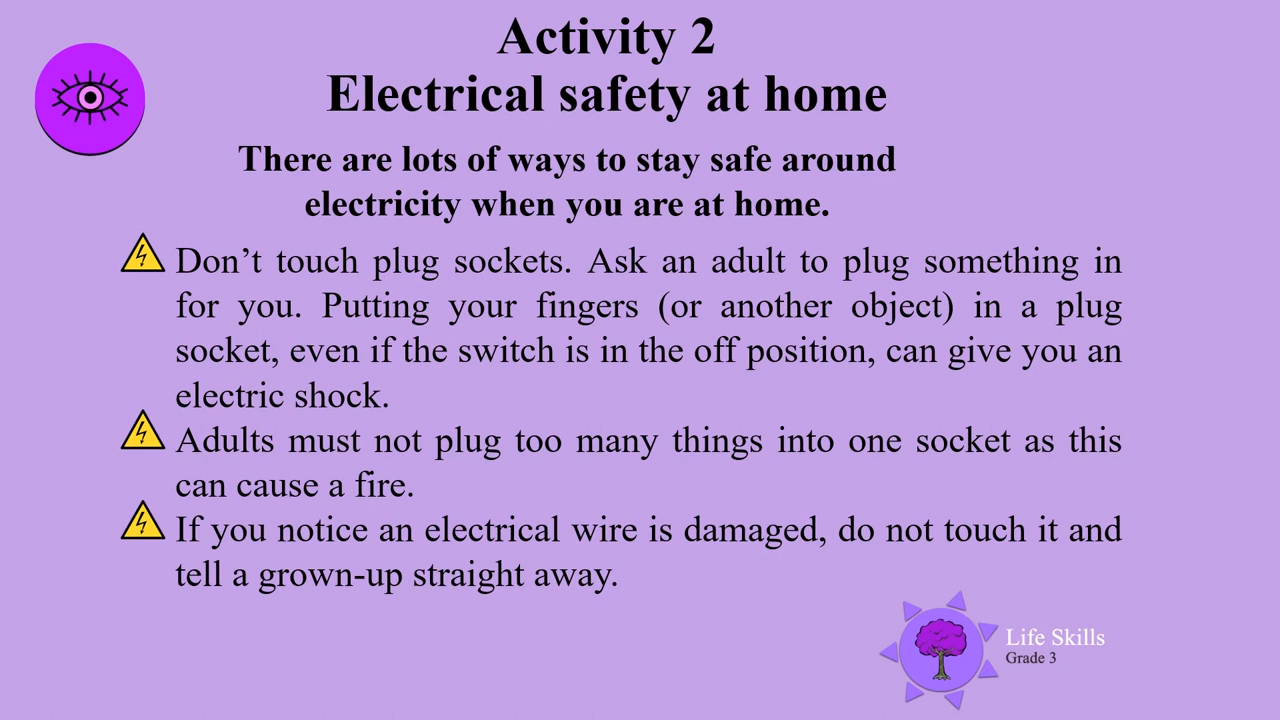 Activity 2
Electrical safety at home
There are lots of ways to stay safe around
electricity when you are at home.
Don’t touch plug sockets. Ask an adult to plug something in
for you. Putting your fingers (or another object) in a plug
socket, even if the switch is in the off position, can give you an
electric shock.
Adults must not plug too many things into one socket as this
can cause a fire.
If you notice an electrical wire is damaged, do not touch it and
tell a grown-up straight away.
Life Skills
Grade 3